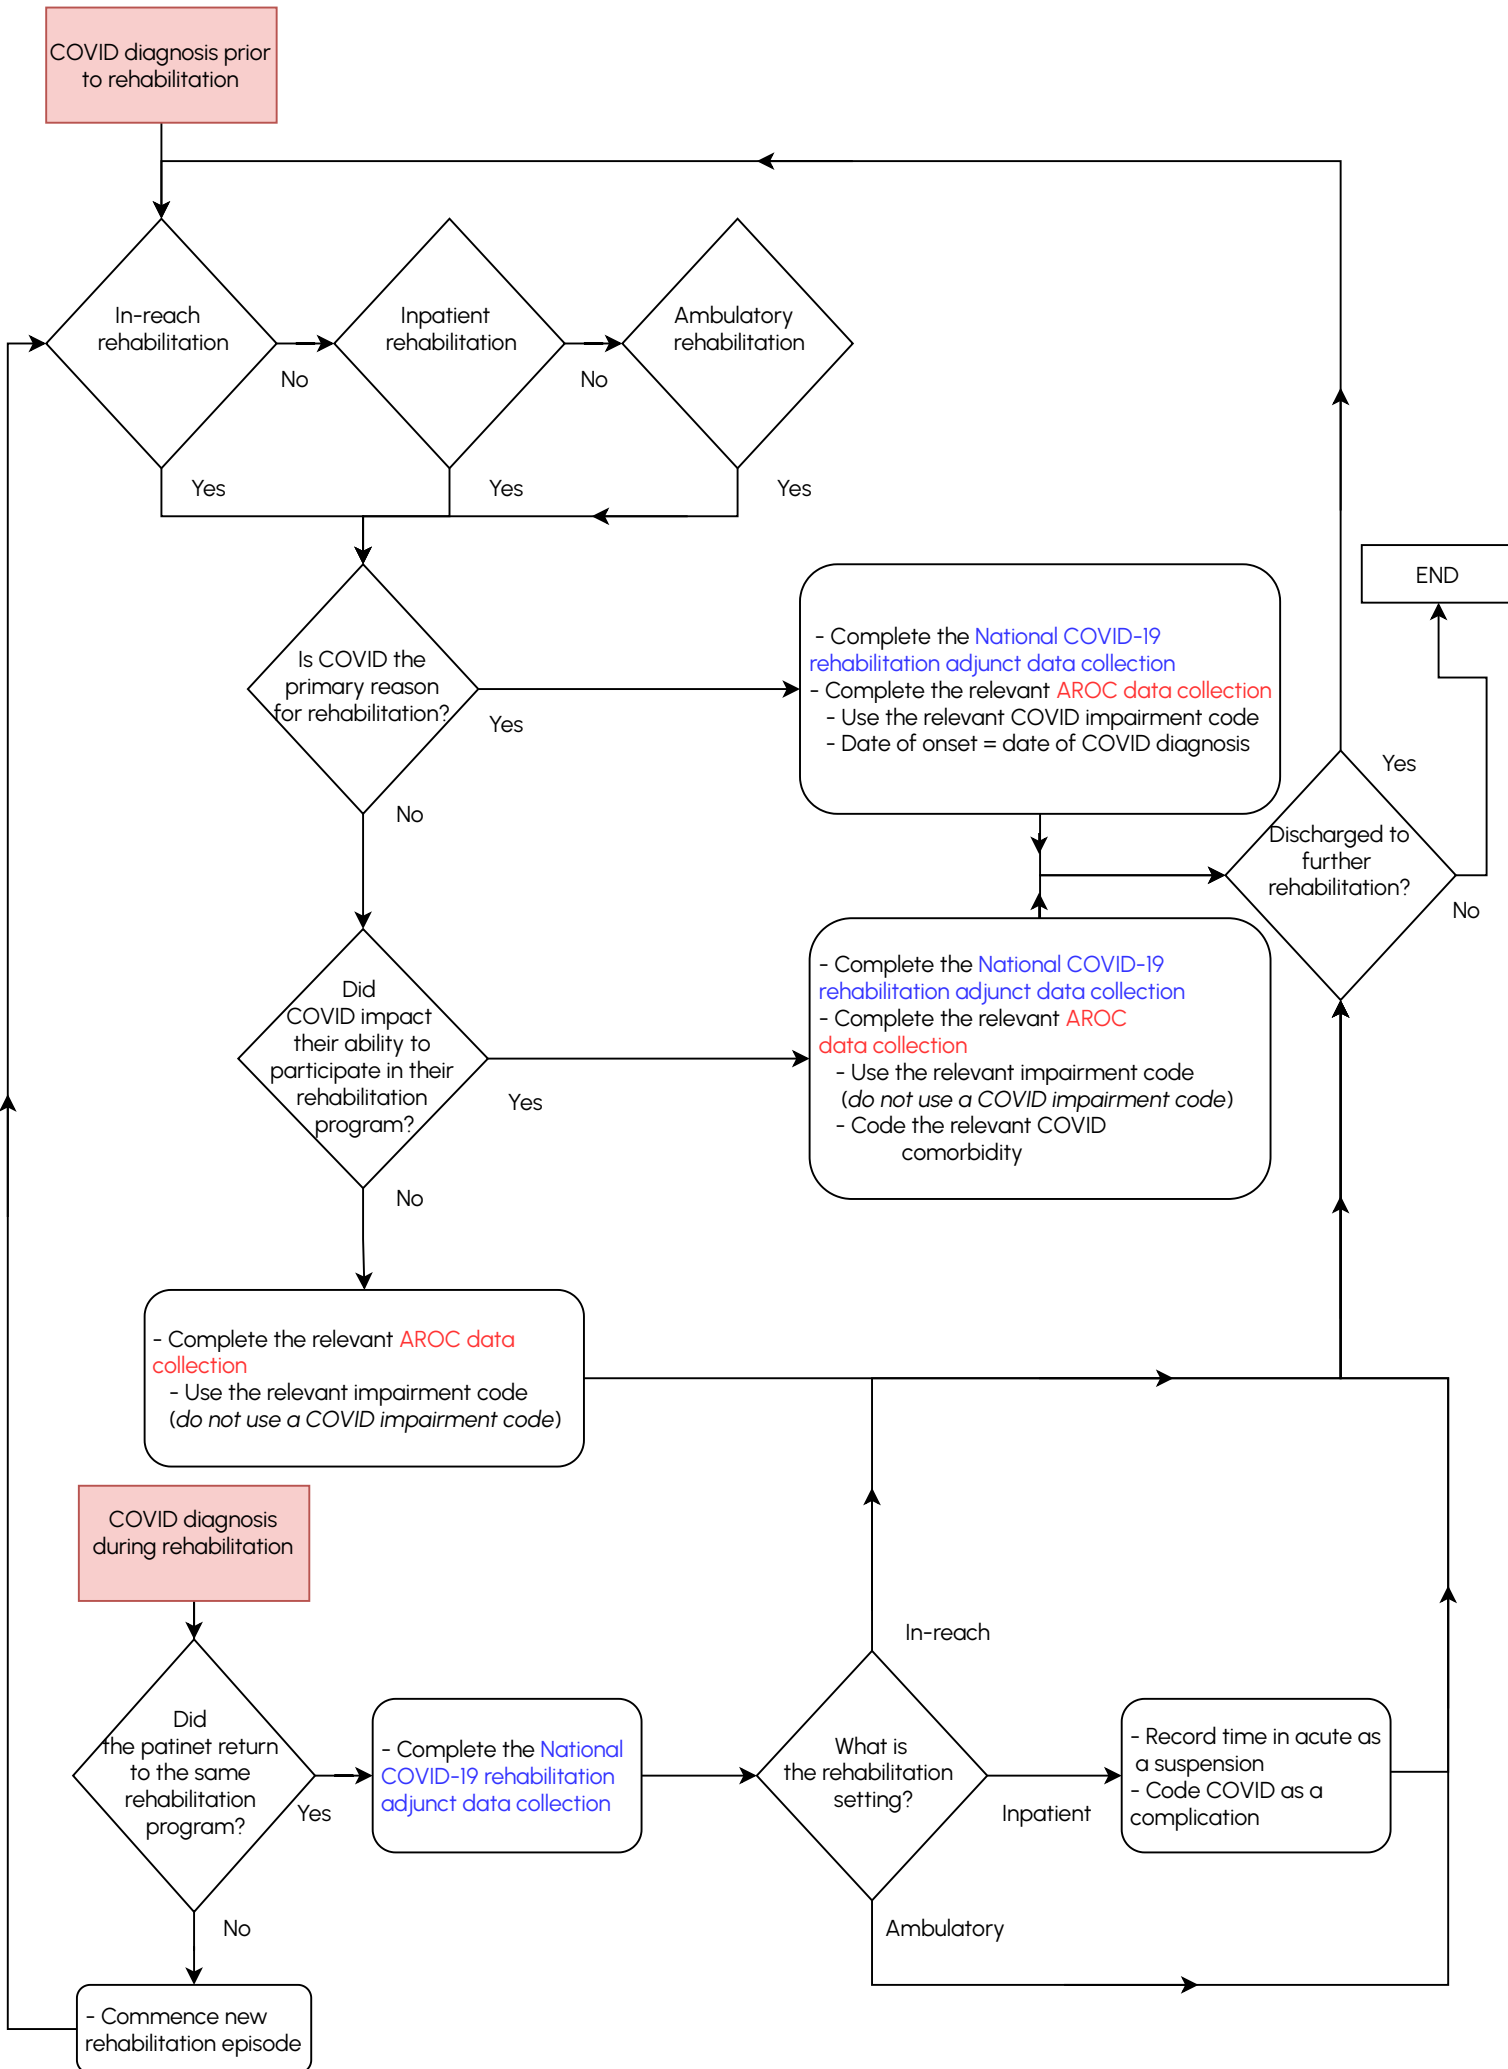 COVID diagnosis prior
to rehabilitation
In-reach
rehabilitation
No
Inpatient
rehabilitation
No
Ambulatory
rehabilitation
Yes
Yes
Yes
Is COVID the
primary reason
for rehabilitation?
Yes
No
- Complete the National COVID-19
rehabilitation adjunct data collection
- Complete the relevant AROC data collection
- Use the relevant COVID impairment code
- Date of onset = date of COVID diagnosis
END
Yes
Discharged to
further
rehabilitation?
No
Did
COVID impact
their ability to
participate in their
rehabilitation
program?
Yes
No
- Complete the National COVID-19
rehabilitation adjunct data collection
- Complete the relevant AROC
data collection
- Use the relevant impairment code
(do not use a COVID impairment code)
- Code the relevant COVID
comorbidity
- Complete the relevant AROC data
collection
- Use the relevant impairment code
(do not use a COVID impairment code)
COVID diagnosis
during rehabilitation
Did
the patinet return
to the same
rehabilitation
program?
Yes
No
- Complete the National
COVID-19 rehabilitation
adjunct data collection
In-reach
What is
the rehabilitation
setting?
Inpatient
Ambulatory
- Record time in acute as
a suspension
- Code COVID as a
complication
- Commence new
rehabilitation episode